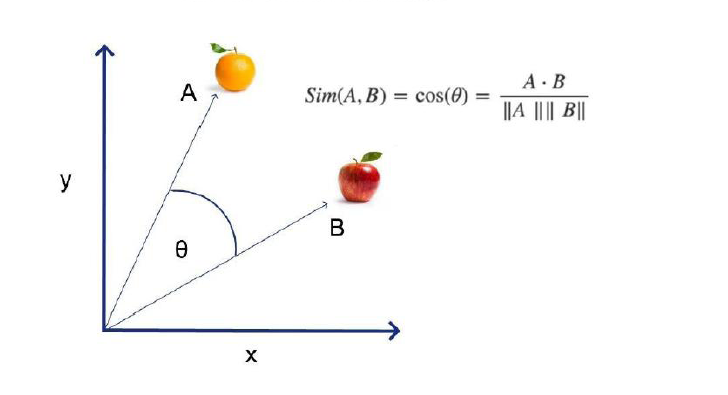 A
Sim(A, B) = cos(θ) = A · B / ‖A ‖‖ B‖
y
B
θ
x